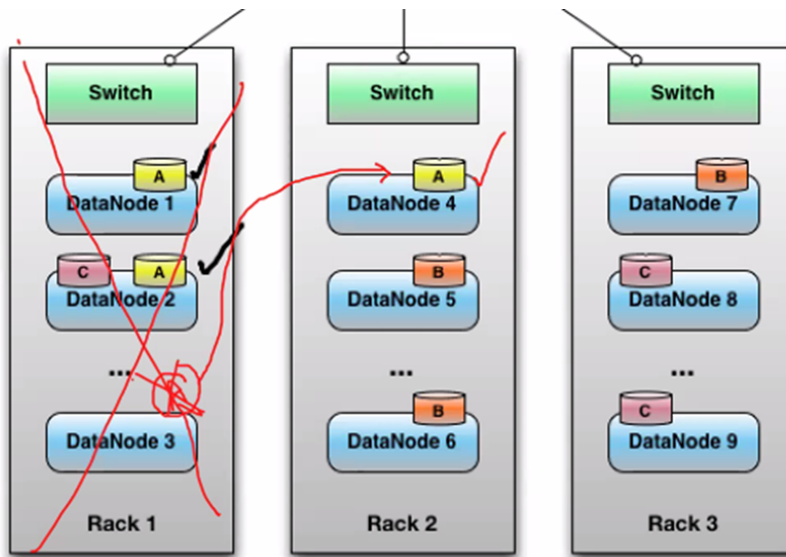 Switch
A
DataNode 1
C A
DataNode 2
...
DataNode 3
Rack 1
Switch
A
DataNode 4
B
DataNode 5
...
B
DataNode 6
Rack 2
Switch
B
DataNode 7
C
DataNode 8
...
C
DataNode 9
Rack 3